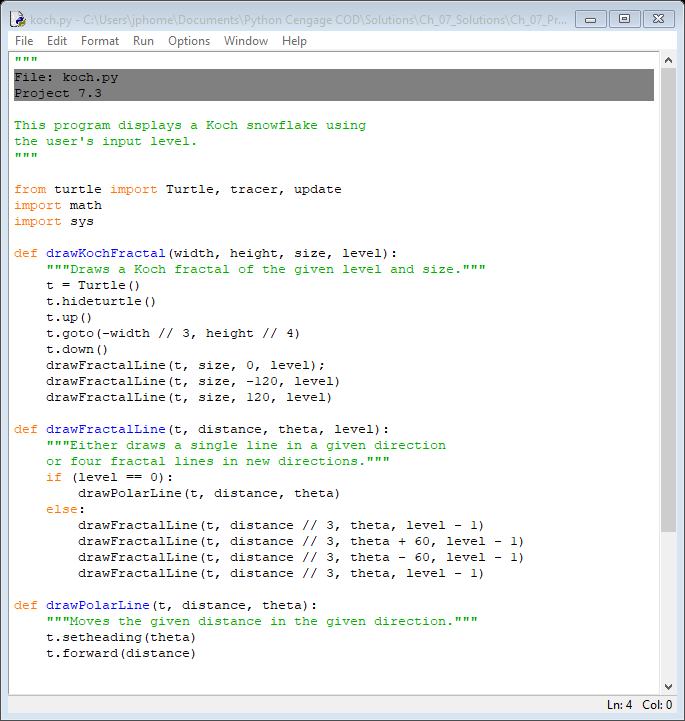 koch.py - C:\Users\jphome\Documents\Python Cengage COD\Solutions\Ch_07_Solutions\Ch_07_Pr...
File Edit Format Run Options Window Help
"""
File: koch.py
Project 7.3

This program displays a Koch snowflake using
the user's input level.
"""

from turtle import Turtle, tracer, update
import math
import sys

def drawKochFractal(width, height, size, level):
    """Draws a Koch fractal of the given level and size."""
    t = Turtle()
    t.hideturtle()
    t.up()
    t.goto(-width // 3, height // 4)
    t.down()
    drawFractalLine(t, size, 0, level);
    drawFractalLine(t, size, -120, level)
    drawFractalLine(t, size, 120, level)

def drawFractalLine(t, distance, theta, level):
    """Either draws a single line in a given direction
    or four fractal lines in new directions."""
    if (level == 0):
        drawPolarLine(t, distance, theta)
    else:
        drawFractalLine(t, distance // 3, theta, level - 1)
        drawFractalLine(t, distance // 3, theta + 60, level - 1)
        drawFractalLine(t, distance // 3, theta - 60, level - 1)
        drawFractalLine(t, distance // 3, theta, level - 1)

def drawPolarLine(t, distance, theta):
    """Moves the given distance in the given direction."""
    t.setheading(theta)
    t.forward(distance)
Ln: 4 Col: 0